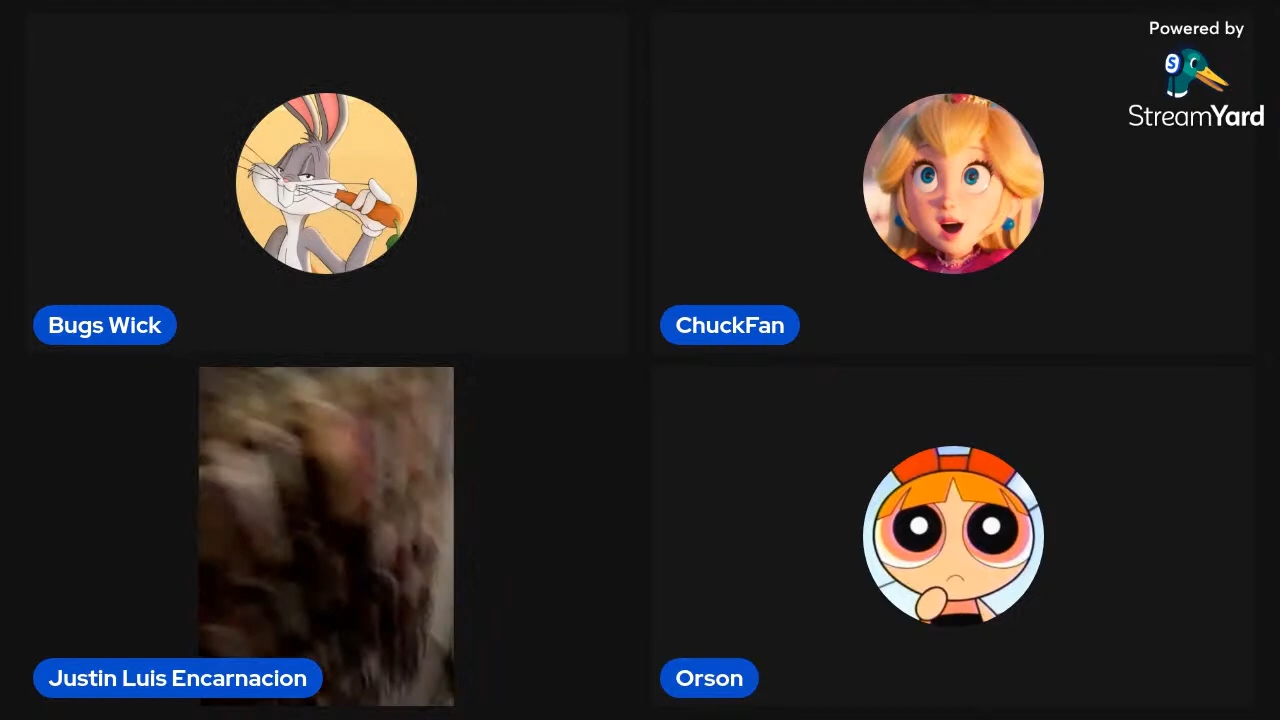 Powered by
S
StreamYard
Bugs Wick
ChuckFan
Justin Luis Encarnacion
Orson